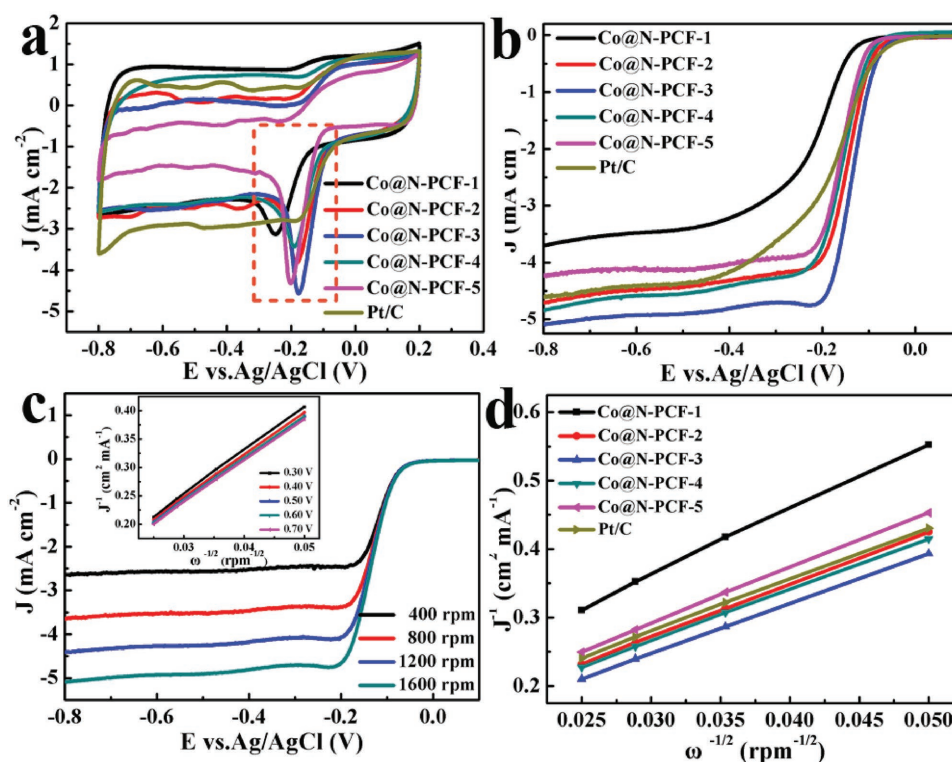 a
2
1
0
-1
-2
-3
-4
-5
J (mA cm⁻²)
Co@N-PCF-1
Co@N-PCF-2
Co@N-PCF-3
Co@N-PCF-4
Co@N-PCF-5
Pt/C
-0.8 -0.6 -0.4 -0.2 0.0 0.2 0.4
E vs.Ag/AgCl (V)
b
0
-1
-2
-3
-4
-5
J (mA cm )
Co@N-PCF-1
Co@N-PCF-2
Co@N-PCF-3
Co@N-PCF-4
Co@N-PCF-5
Pt/C
-0.8 -0.6 -0.4 -0.2 0.0
E vs.Ag/AgCl (V)
c
1
0
-1
-2
-3
-4
-5
J (mA cm⁻²)
0.40
0.35
0.30
0.25
0.20
J⁻¹ (cm² mA⁻¹)
0.30 V
0.40 V
0.50 V
0.60 V
0.70 V
0.03 0.04 0.05
ω⁻¹/² (rpm⁻¹/²)
400 rpm
800 rpm
1200 rpm
1600 rpm
-0.8 -0.6 -0.4 -0.2 0.0
E vs.Ag/AgCl (V)
d
0.6
0.5
0.4
0.3
0.2
J⁻¹ (cm² mA⁻¹)
Co@N-PCF-1
Co@N-PCF-2
Co@N-PCF-3
Co@N-PCF-4
Co@N-PCF-5
Pt/C
0.025 0.030 0.035 0.040 0.045 0.050
ω⁻¹/² (rpm⁻¹/²)